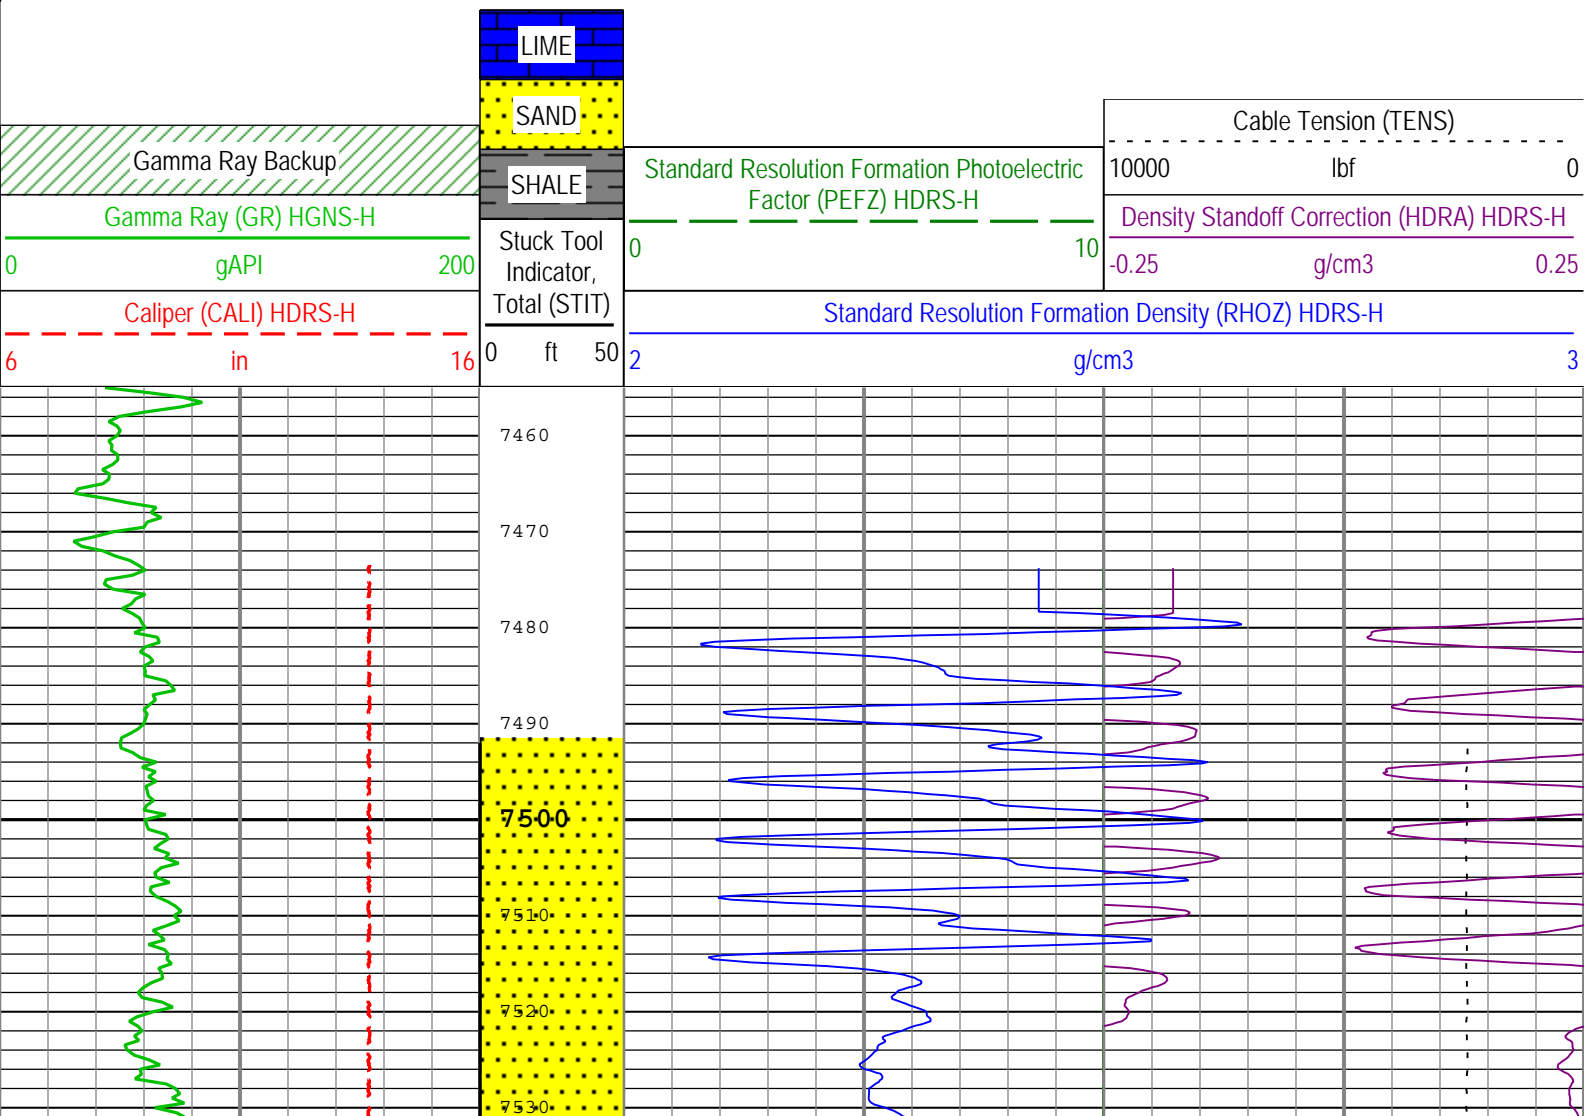 LIME
SAND
SHALE
Stuck Tool
Indicator,
Total (STIT)
0 ft 50
Gamma Ray Backup
Gamma Ray (GR) HGNS-H
0 gAPI 200
Caliper (CALI) HDRS-H
6 in 16
Standard Resolution Formation Photoelectric
Factor (PEFZ) HDRS-H
0 10
Cable Tension (TENS)
10000 lbf 0
Density Standoff Correction (HDRA) HDRS-H
-0.25 g/cm3 0.25
Standard Resolution Formation Density (RHOZ) HDRS-H
2 g/cm3 3
7460
7470
7480
7490
7500
7510
7520
7530